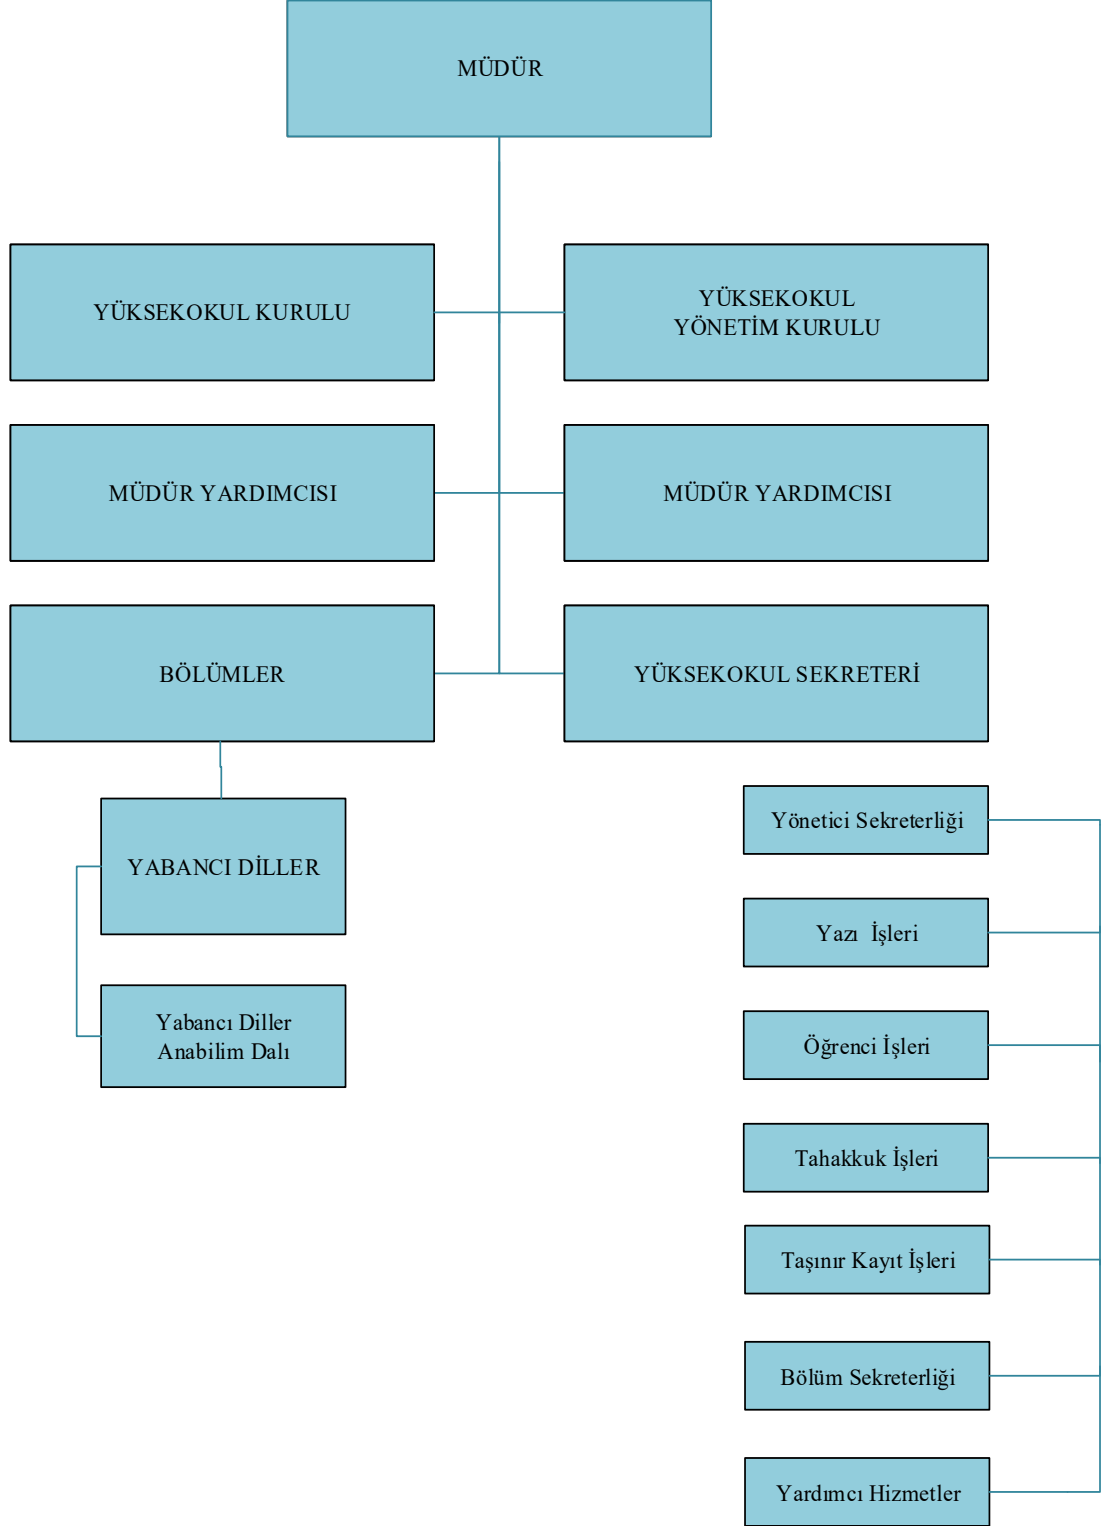 MÜDÜR
YÜKSEKOKUL KURULU
YÜKSEKOKUL
YÖNETİM KURULU
MÜDÜR YARDIMCISI
MÜDÜR YARDIMCISI
BÖLÜMLER
YÜKSEKOKUL SEKRETERİ
YABANCI DİLLER
Yabancı Diller
Anabilim Dalı
Yönetici Sekreterliği
Yazı İşleri
Öğrenci İşleri
Tahakkuk İşleri
Taşınır Kayıt İşleri
Bölüm Sekreterliği
Yardımcı Hizmetler